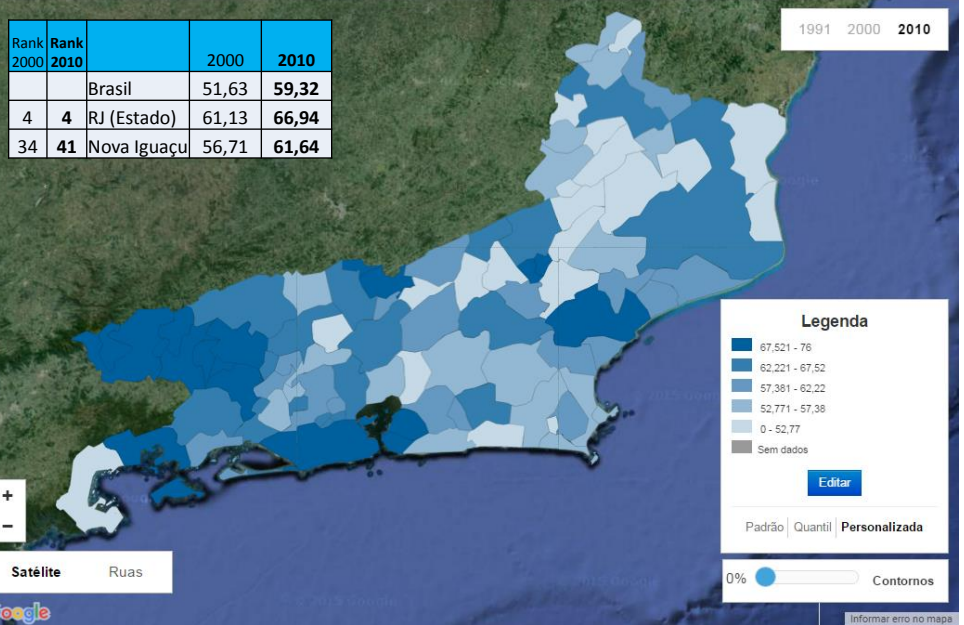 Rank 2000 Rank 2010 2000 2010
Brasil 51,63 59,32
4 4 RJ (Estado) 61,13 66,94
34 41 Nova Iguaçu 56,71 61,64
1991 2000 2010
Legenda
67,521 - 76
62,221 - 67,52
57,381 - 62,22
52,771 - 57,38
0 - 52,77
Sem dados
Editar
Padrão Quantil Personalizada
0% Contornos
+
−
Satélite Ruas
oogle
Informar erro no mapa